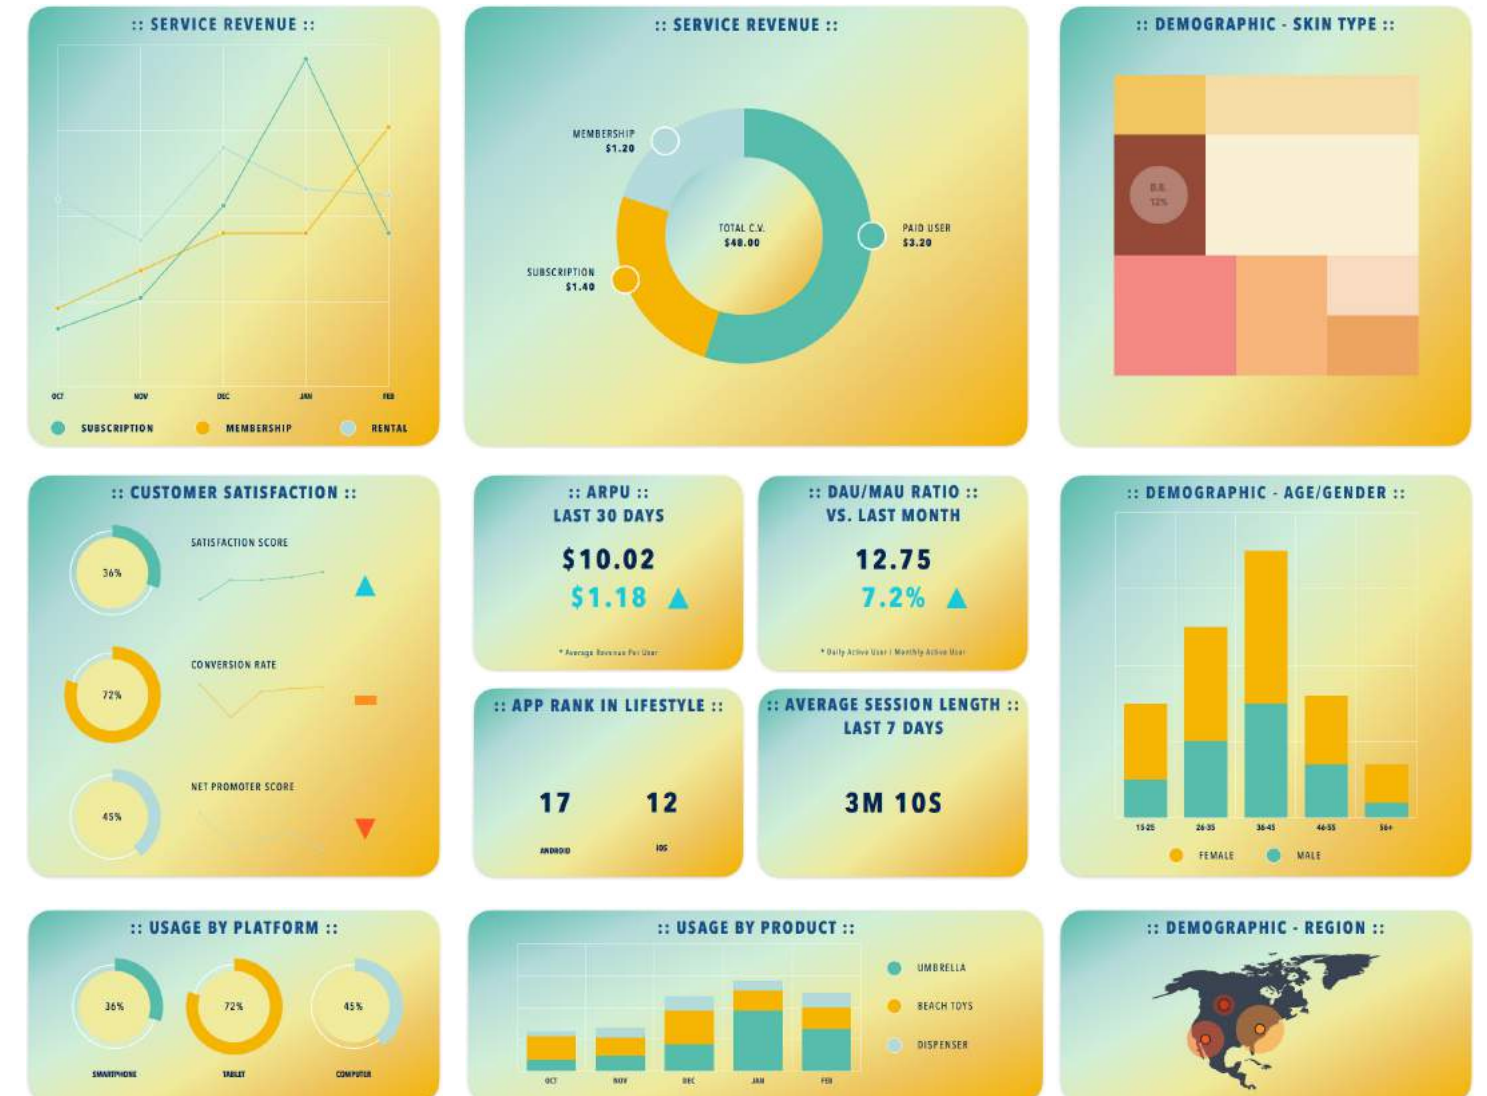 :: SERVICE REVENUE ::
OCT NOV DEC JAN FEB
SUBSCRIPTION MEMBERSHIP RENTAL
:: SERVICE REVENUE ::
MEMBERSHIP
$1.20
TOTAL C.V.
$48.00
PAID USER
$3.20
SUBSCRIPTION
$1.40
:: DEMOGRAPHIC - SKIN TYPE ::
12%
:: CUSTOMER SATISFACTION ::
SATISFACTION SCORE
36%
CONVERSION RATE
72%
NET PROMOTER SCORE
45%
:: ARPU ::
LAST 30 DAYS
$10.02
$1.18
* Average Revenue Per User
:: DAU/MAU RATIO ::
VS. LAST MONTH
12.75
7.2%
* Daily Active User / Monthly Active User
:: APP RANK IN LIFESTYLE ::
17 12
ANDROID iOS
:: AVERAGE SESSION LENGTH ::
LAST 7 DAYS
3M 10S
:: DEMOGRAPHIC - AGE/GENDER ::
15-25 26-35 36-45 46-55 56+
FEMALE MALE
:: USAGE BY PLATFORM ::
36% 72% 45%
SMARTPHONE TABLET COMPUTER
:: USAGE BY PRODUCT ::
UMBRELLA
BEACH TOYS
DISPENSER
OCT NOV DEC JAN FEB
:: DEMOGRAPHIC - REGION ::